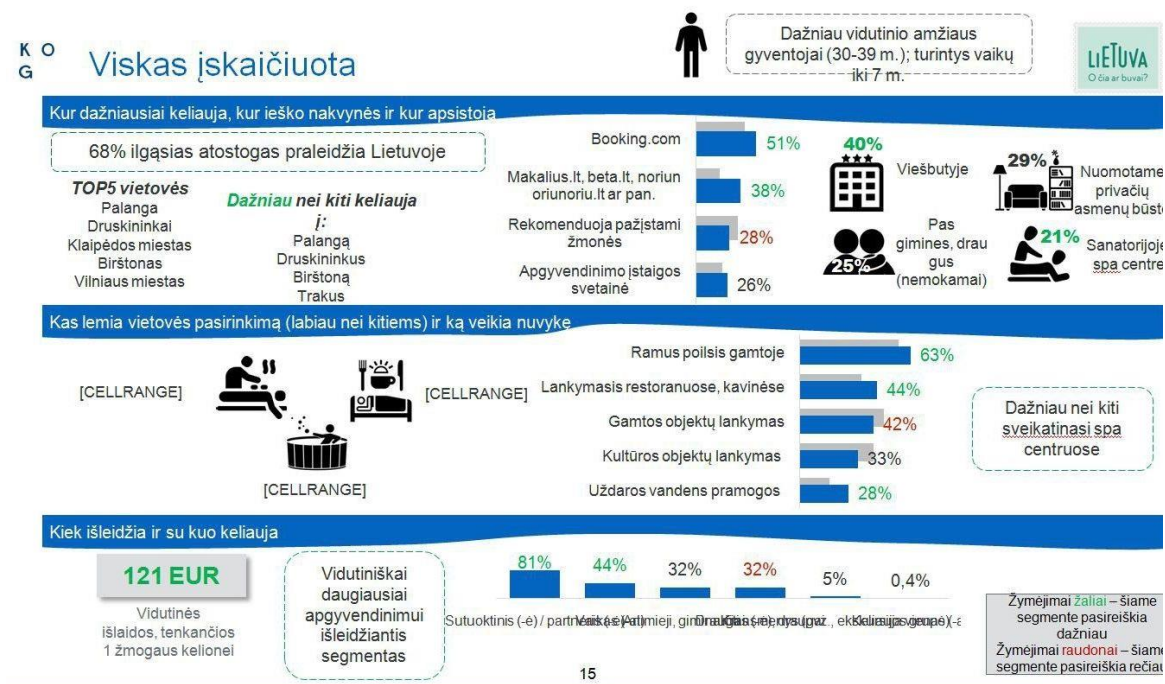 K O
G
Viskas įskaičiuota
Dažniau vidutinio amžiaus
gyventojai (30-39 m.); turintys vaikų
iki 7 m.
LIETUVA
O čia ar buvai?
Kur dažniausiai keliauja, kur ieško nakvynės ir kur apsistoja
68% ilgąsias atostogas praleidžia Lietuvoje
TOP5 vietovės
Palanga
Druskininkai
Klaipėdos miestas
Birštonas
Vilniaus miestas
Dažniau nei kiti keliauja
į:
Palangą
Druskininkus
Birštoną
Trakus
Booking.com
51%
Makalius.lt, beta.lt, noriun
oriunoriu.lt ar pan.
38%
Rekomenduoja pažįstami
žmonės
28%
Apgyvendinimo įstaigos
svetainė
26%
40%
Viešbutyje
29%
Nuomotame
privačių
asmenų būste
25%
Pas
gimines, drau
gus
(nemokamai)
21%
Sanatorijoje
spa centre
Kas lemia vietovės pasirinkimą (labiau nei kitiems) ir ką veikia nuvykę
[CELLRANGE]
[CELLRANGE]
[CELLRANGE]
Ramus poilsis gamtoje
63%
Lankymasis restoranuose, kavinėse
44%
Gamtos objektų lankymas
42%
Kultūros objektų lankymas
33%
Uždaros vandens pramogos
28%
Dažniau nei kiti
sveikatinasi spa
centruose
Kiek išleidžia ir su kuo keliauja
121 EUR
Vidutinės
išlaidos, tenkančios
1 žmogaus kelionei
Vidutiniškai
daugiausiai
apgyvendinimui
išleidžiantis
segmentas
81%
44%
32%
32%
5%
0,4%
Sutuoktinis (-ė) /
Žymėjimai žaliai – šiame
segmente pasireiškia
dažniau
Žymėjimai raudonai – šiame
segmente pasireiškia rečiau
15